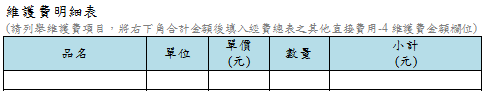 維護費明細表
(請列舉維護費項目，將右下角合計金額後填入經費總表之其他直接費用-4 維護費金額欄位)
品名 單位 單價(元) 數量 小計(元)